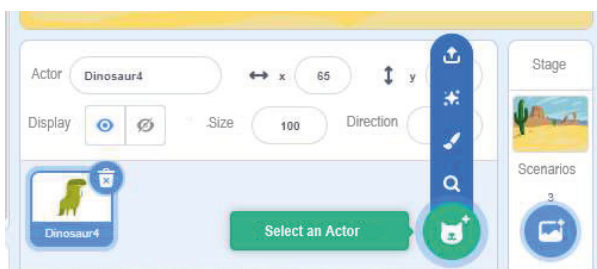 Actor Dinosaur4 x 65 y
Stage
Display Size 100 Direction
Scenarios
3
Dinosaur4
Select an Actor